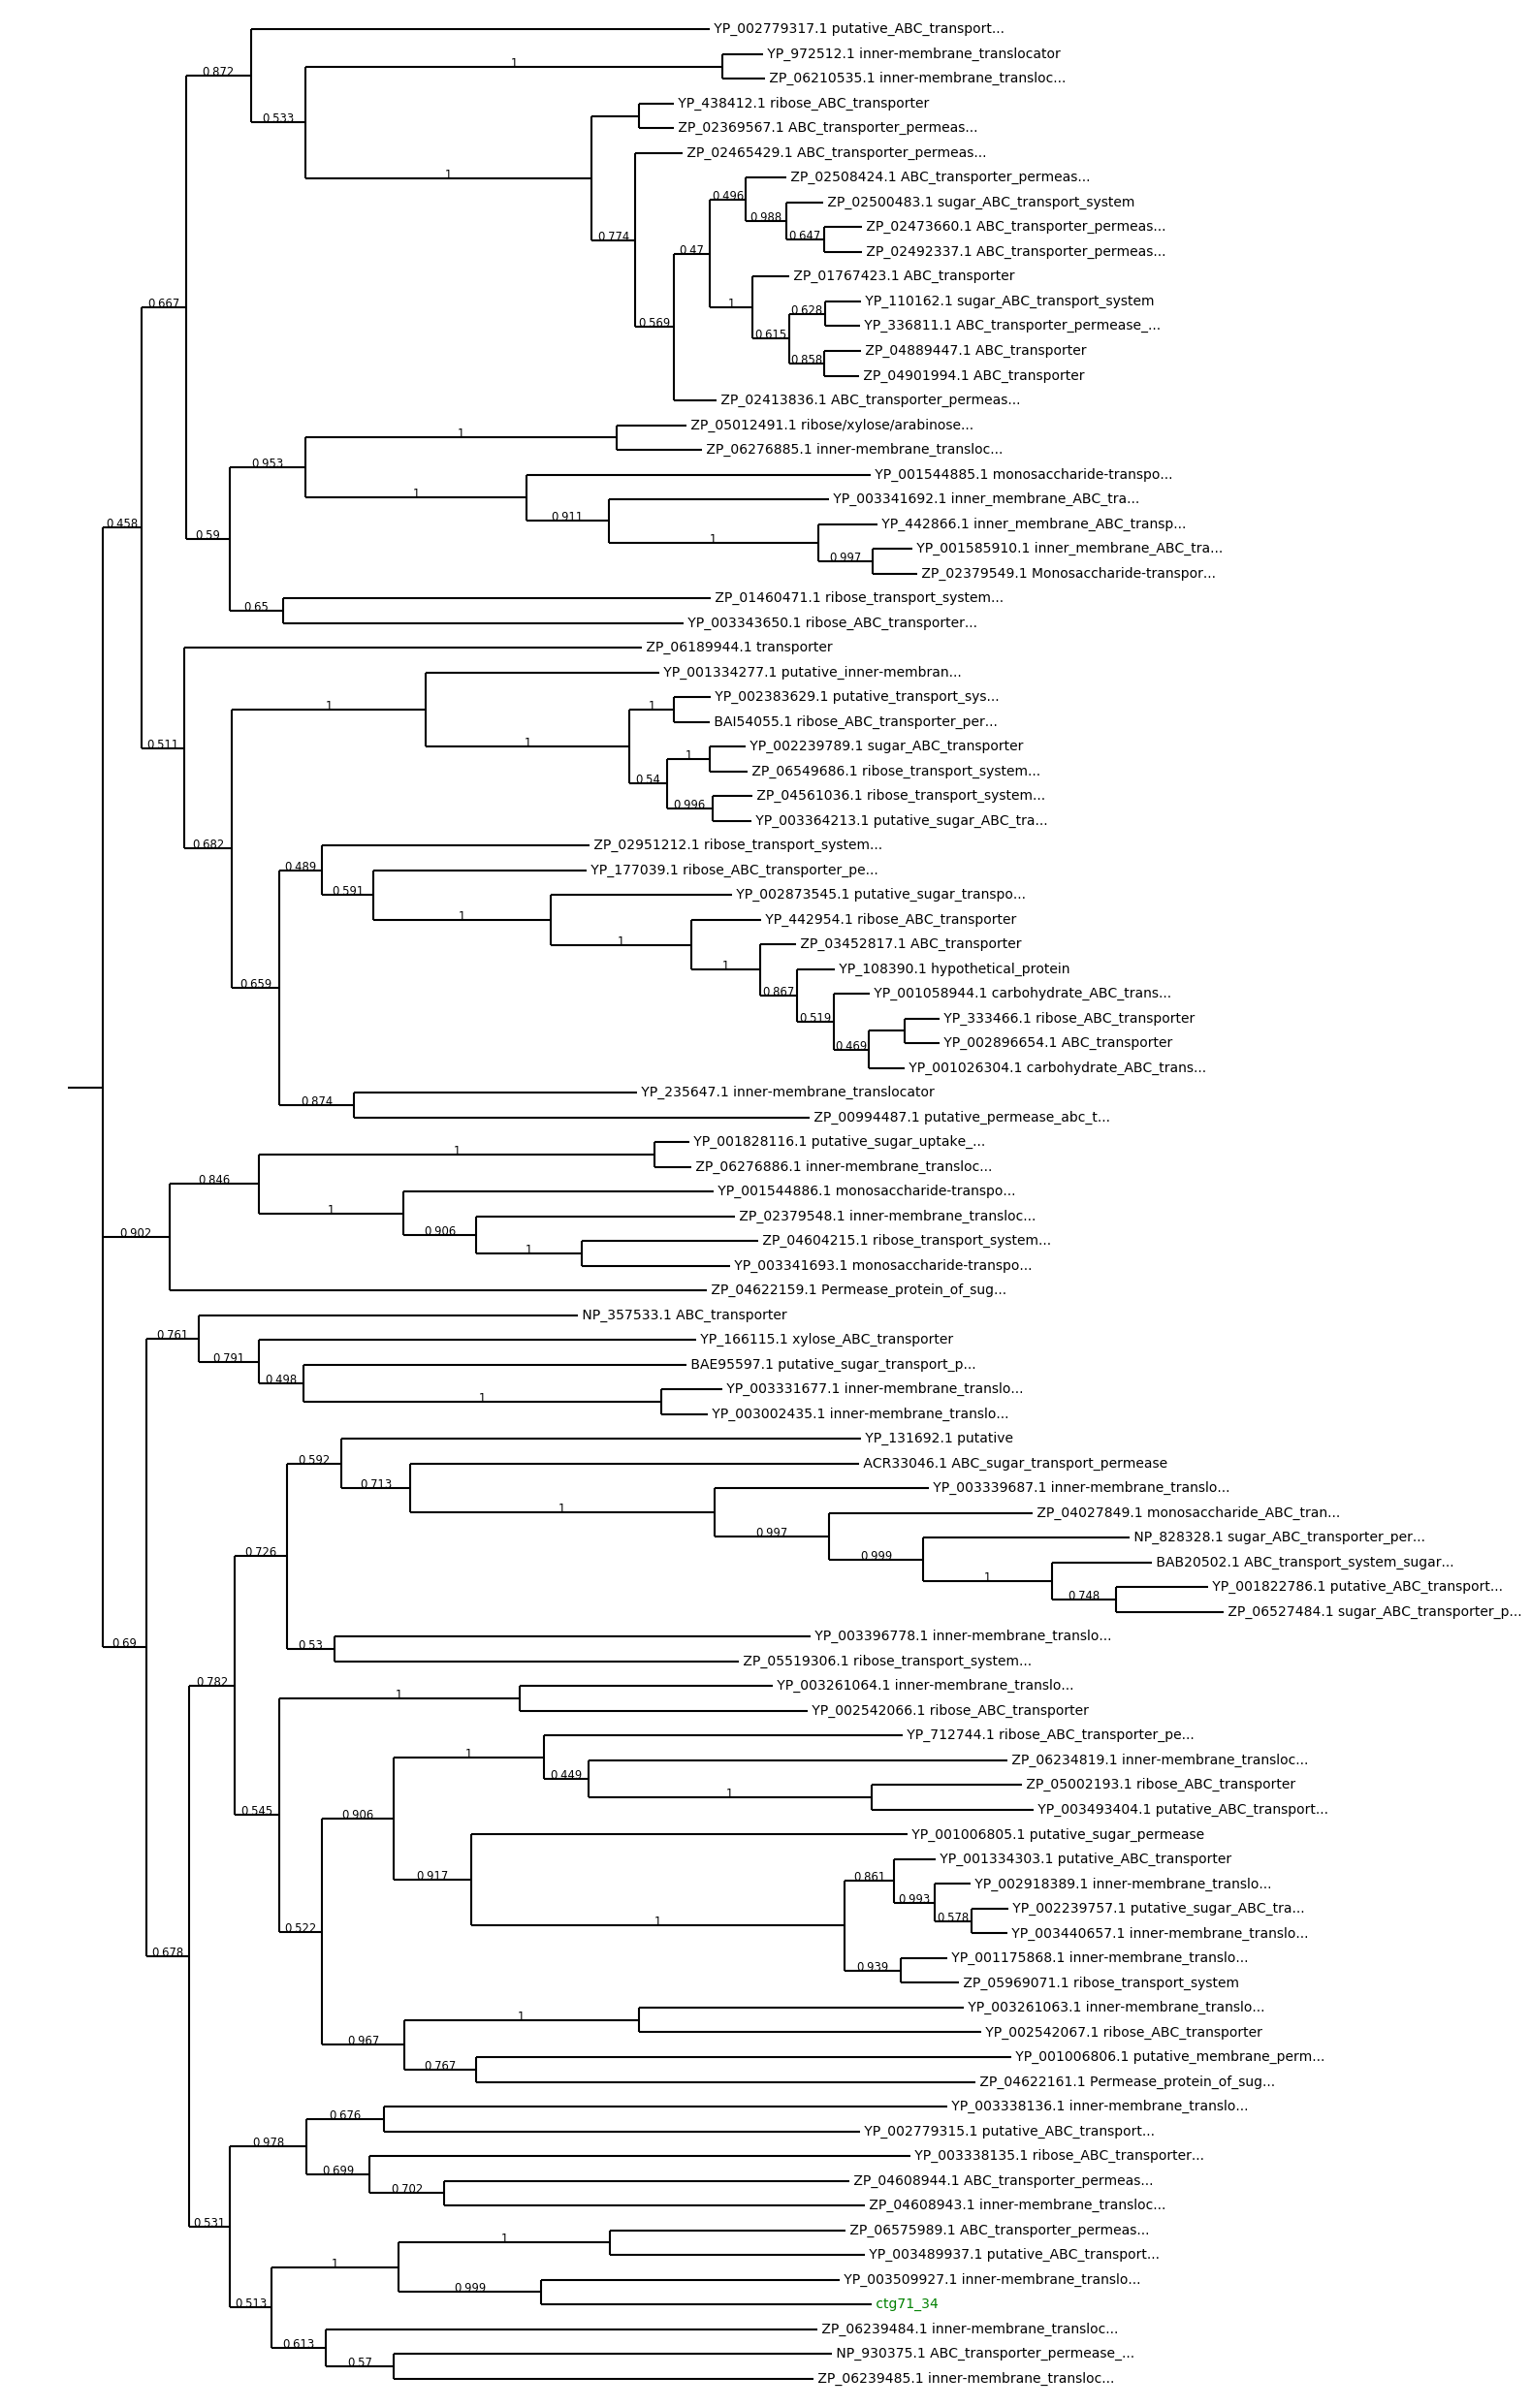 YP_002779317.1 putative_ABC_transport...
YP_972512.1 inner-membrane_translocator
1
0.872
ZP_06210535.1 inner-membrane_transloc...
YP_438412.1 ribose_ABC_transporter
0.533
ZP_02369567.1 ABC_transporter_permeas...
ZP_02465429.1 ABC_transporter_permeas...
1
ZP_02508424.1 ABC_transporter_permeas...
0.496
ZP_02500483.1 sugar_ABC_transport_system
0.988
ZP_02473660.1 ABC_transporter_permeas...
0.774
0.647
0.47
ZP_02492337.1 ABC_transporter_permeas...
ZP_01767423.1 ABC_transporter
0.667
1
YP_110162.1 sugar_ABC_transport_system
0.628
0.569
YP_336811.1 ABC_transporter_permease_...
0.615
ZP_04889447.1 ABC_transporter
0.858
ZP_04901994.1 ABC_transporter
ZP_02413836.1 ABC_transporter_permeas...
ZP_05012491.1 ribose/xylose/arabinose...
1
ZP_06276885.1 inner-membrane_transloc...
0.953
YP_001544885.1 monosaccharide-transpo...
1
YP_003341692.1 inner_membrane_ABC_tra...
0.911
0.458
YP_442866.1 inner_membrane_ABC_transp...
0.59
1
YP_001585910.1 inner_membrane_ABC_tra...
0.997
ZP_02379549.1 Monosaccharide-transpor...
ZP_01460471.1 ribose_transport_system...
0.65
YP_003343650.1 ribose_ABC_transporter...
ZP_06189944.1 transporter
YP_001334277.1 putative_inner-membran...
YP_002383629.1 putative_transport_sys...
1
1
BAI54055.1 ribose_ABC_transporter_per...
0.511
1
YP_002239789.1 sugar_ABC_transporter
1
ZP_06549686.1 ribose_transport_system...
0.54
ZP_04561036.1 ribose_transport_system...
0.996
YP_003364213.1 putative_sugar_ABC_tra...
0.682
ZP_02951212.1 ribose_transport_system...
0.489
YP_177039.1 ribose_ABC_transporter_pe...
0.591
YP_002873545.1 putative_sugar_transpo...
1
YP_442954.1 ribose_ABC_transporter
1
ZP_03452817.1 ABC_transporter
1
YP_108390.1 hypothetical_protein
0.659
0.867
YP_001058944.1 carbohydrate_ABC_trans...
0.519
YP_333466.1 ribose_ABC_transporter
0.469
YP_002896654.1 ABC_transporter
YP_001026304.1 carbohydrate_ABC_trans...
YP_235647.1 inner-membrane_translocator
0.874
ZP_00994487.1 putative_permease_abc_t...
YP_001828116.1 putative_sugar_uptake_...
1
ZP_06276886.1 inner-membrane_transloc...
0.846
YP_001544886.1 monosaccharide-transpo...
1
ZP_02379548.1 inner-membrane_transloc...
0.902
0.906
ZP_04604215.1 ribose_transport_system...
1
YP_003341693.1 monosaccharide-transpo...
ZP_04622159.1 Permease_protein_of_sug...
NP_357533.1 ABC_transporter
0.761
YP_166115.1 xylose_ABC_transporter
0.791
BAE95597.1 putative_sugar_transport_p...
0.498
YP_003331677.1 inner-membrane_translo...
1
YP_003002435.1 inner-membrane_translo...
YP_131692.1 putative
0.592
ACR33046.1 ABC_sugar_transport_permease
0.713
YP_003339687.1 inner-membrane_translo...
1
ZP_04027849.1 monosaccharide_ABC_tran...
0.997
NP_828328.1 sugar_ABC_transporter_per...
0.726
0.999
BAB20502.1 ABC_transport_system_sugar...
1
YP_001822786.1 putative_ABC_transport...
0.748
ZP_06527484.1 sugar_ABC_transporter_p...
0.69
YP_003396778.1 inner-membrane_translo...
0.53
ZP_05519306.1 ribose_transport_system...
0.782
YP_003261064.1 inner-membrane_translo...
1
YP_002542066.1 ribose_ABC_transporter
YP_712744.1 ribose_ABC_transporter_pe...
1
ZP_06234819.1 inner-membrane_transloc...
0.449
ZP_05002193.1 ribose_ABC_transporter
1
0.545
0.906
YP_003493404.1 putative_ABC_transport...
YP_001006805.1 putative_sugar_permease
YP_001334303.1 putative_ABC_transporter
0.917
0.861
YP_002918389.1 inner-membrane_translo...
0.993
YP_002239757.1 putative_sugar_ABC_tra...
0.522
1
0.578
YP_003440657.1 inner-membrane_translo...
0.678
YP_001175868.1 inner-membrane_translo...
0.939
ZP_05969071.1 ribose_transport_system
YP_003261063.1 inner-membrane_translo...
1
YP_002542067.1 ribose_ABC_transporter
0.967
YP_001006806.1 putative_membrane_perm...
0.767
ZP_04622161.1 Permease_protein_of_sug...
YP_003338136.1 inner-membrane_translo...
0.676
YP_002779315.1 putative_ABC_transport...
0.978
YP_003338135.1 ribose_ABC_transporter...
0.699
ZP_04608944.1 ABC_transporter_permeas...
0.702
ZP_04608943.1 inner-membrane_transloc...
0.531
ZP_06575989.1 ABC_transporter_permeas...
1
YP_003489937.1 putative_ABC_transport...
1
YP_003509927.1 inner-membrane_translo...
0.999
0.513
ctg71_34
ZP_06239484.1 inner-membrane_transloc...
0.613
NP_930375.1 ABC_transporter_permease_...
0.57
ZP_06239485.1 inner-membrane_transloc...